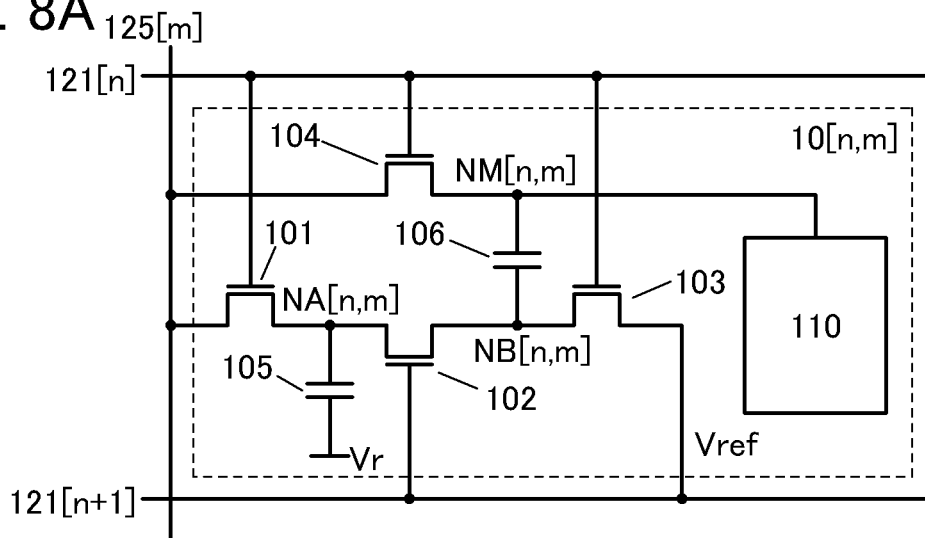 . 8A
125[m]
121[n]
104
10[n,m]
NM[n,m]
101
106
103
NA[n,m]
110
NB[n,m]
105
102
Vref
Vr
121[n+1]